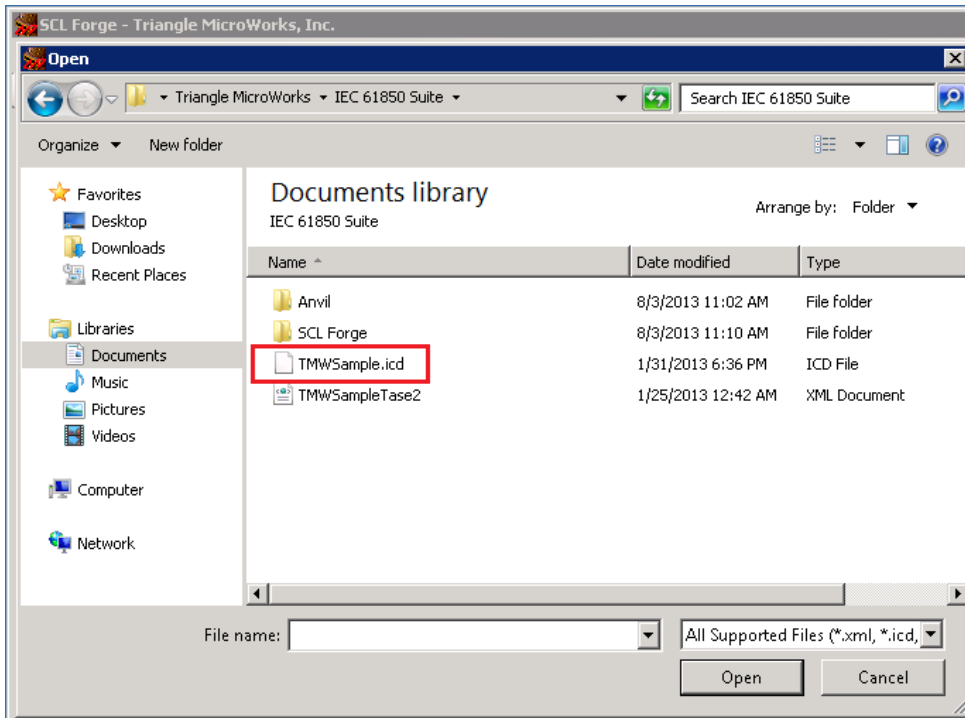 SCL Forge - Triangle MicroWorks, Inc.
Open
Triangle MicroWorks IEC 61850 Suite
Search IEC 61850 Suite
Organize New folder
Favorites
Desktop
Downloads
Recent Places
Libraries
Documents
Music
Pictures
Videos
Computer
Network
Documents library
IEC 61850 Suite
Arrange by: Folder
Name Date modified Type
Anvil 8/3/2013 11:02 AM File folder
SCL Forge 8/3/2013 11:10 AM File folder
TMWSample.icd 1/31/2013 6:36 PM ICD File
TMWSampleTase2 1/25/2013 12:42 AM XML Document
File name:
All Supported Files (*.xml, *.icd,
Open Cancel